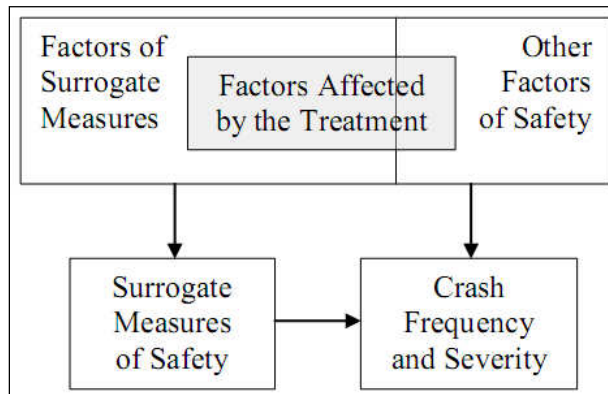 Factors of
Surrogate
Measures
Factors Affected
by the Treatment
Other
Factors
of Safety
Surrogate
Measures
of Safety
Crash
Frequency
and Severity